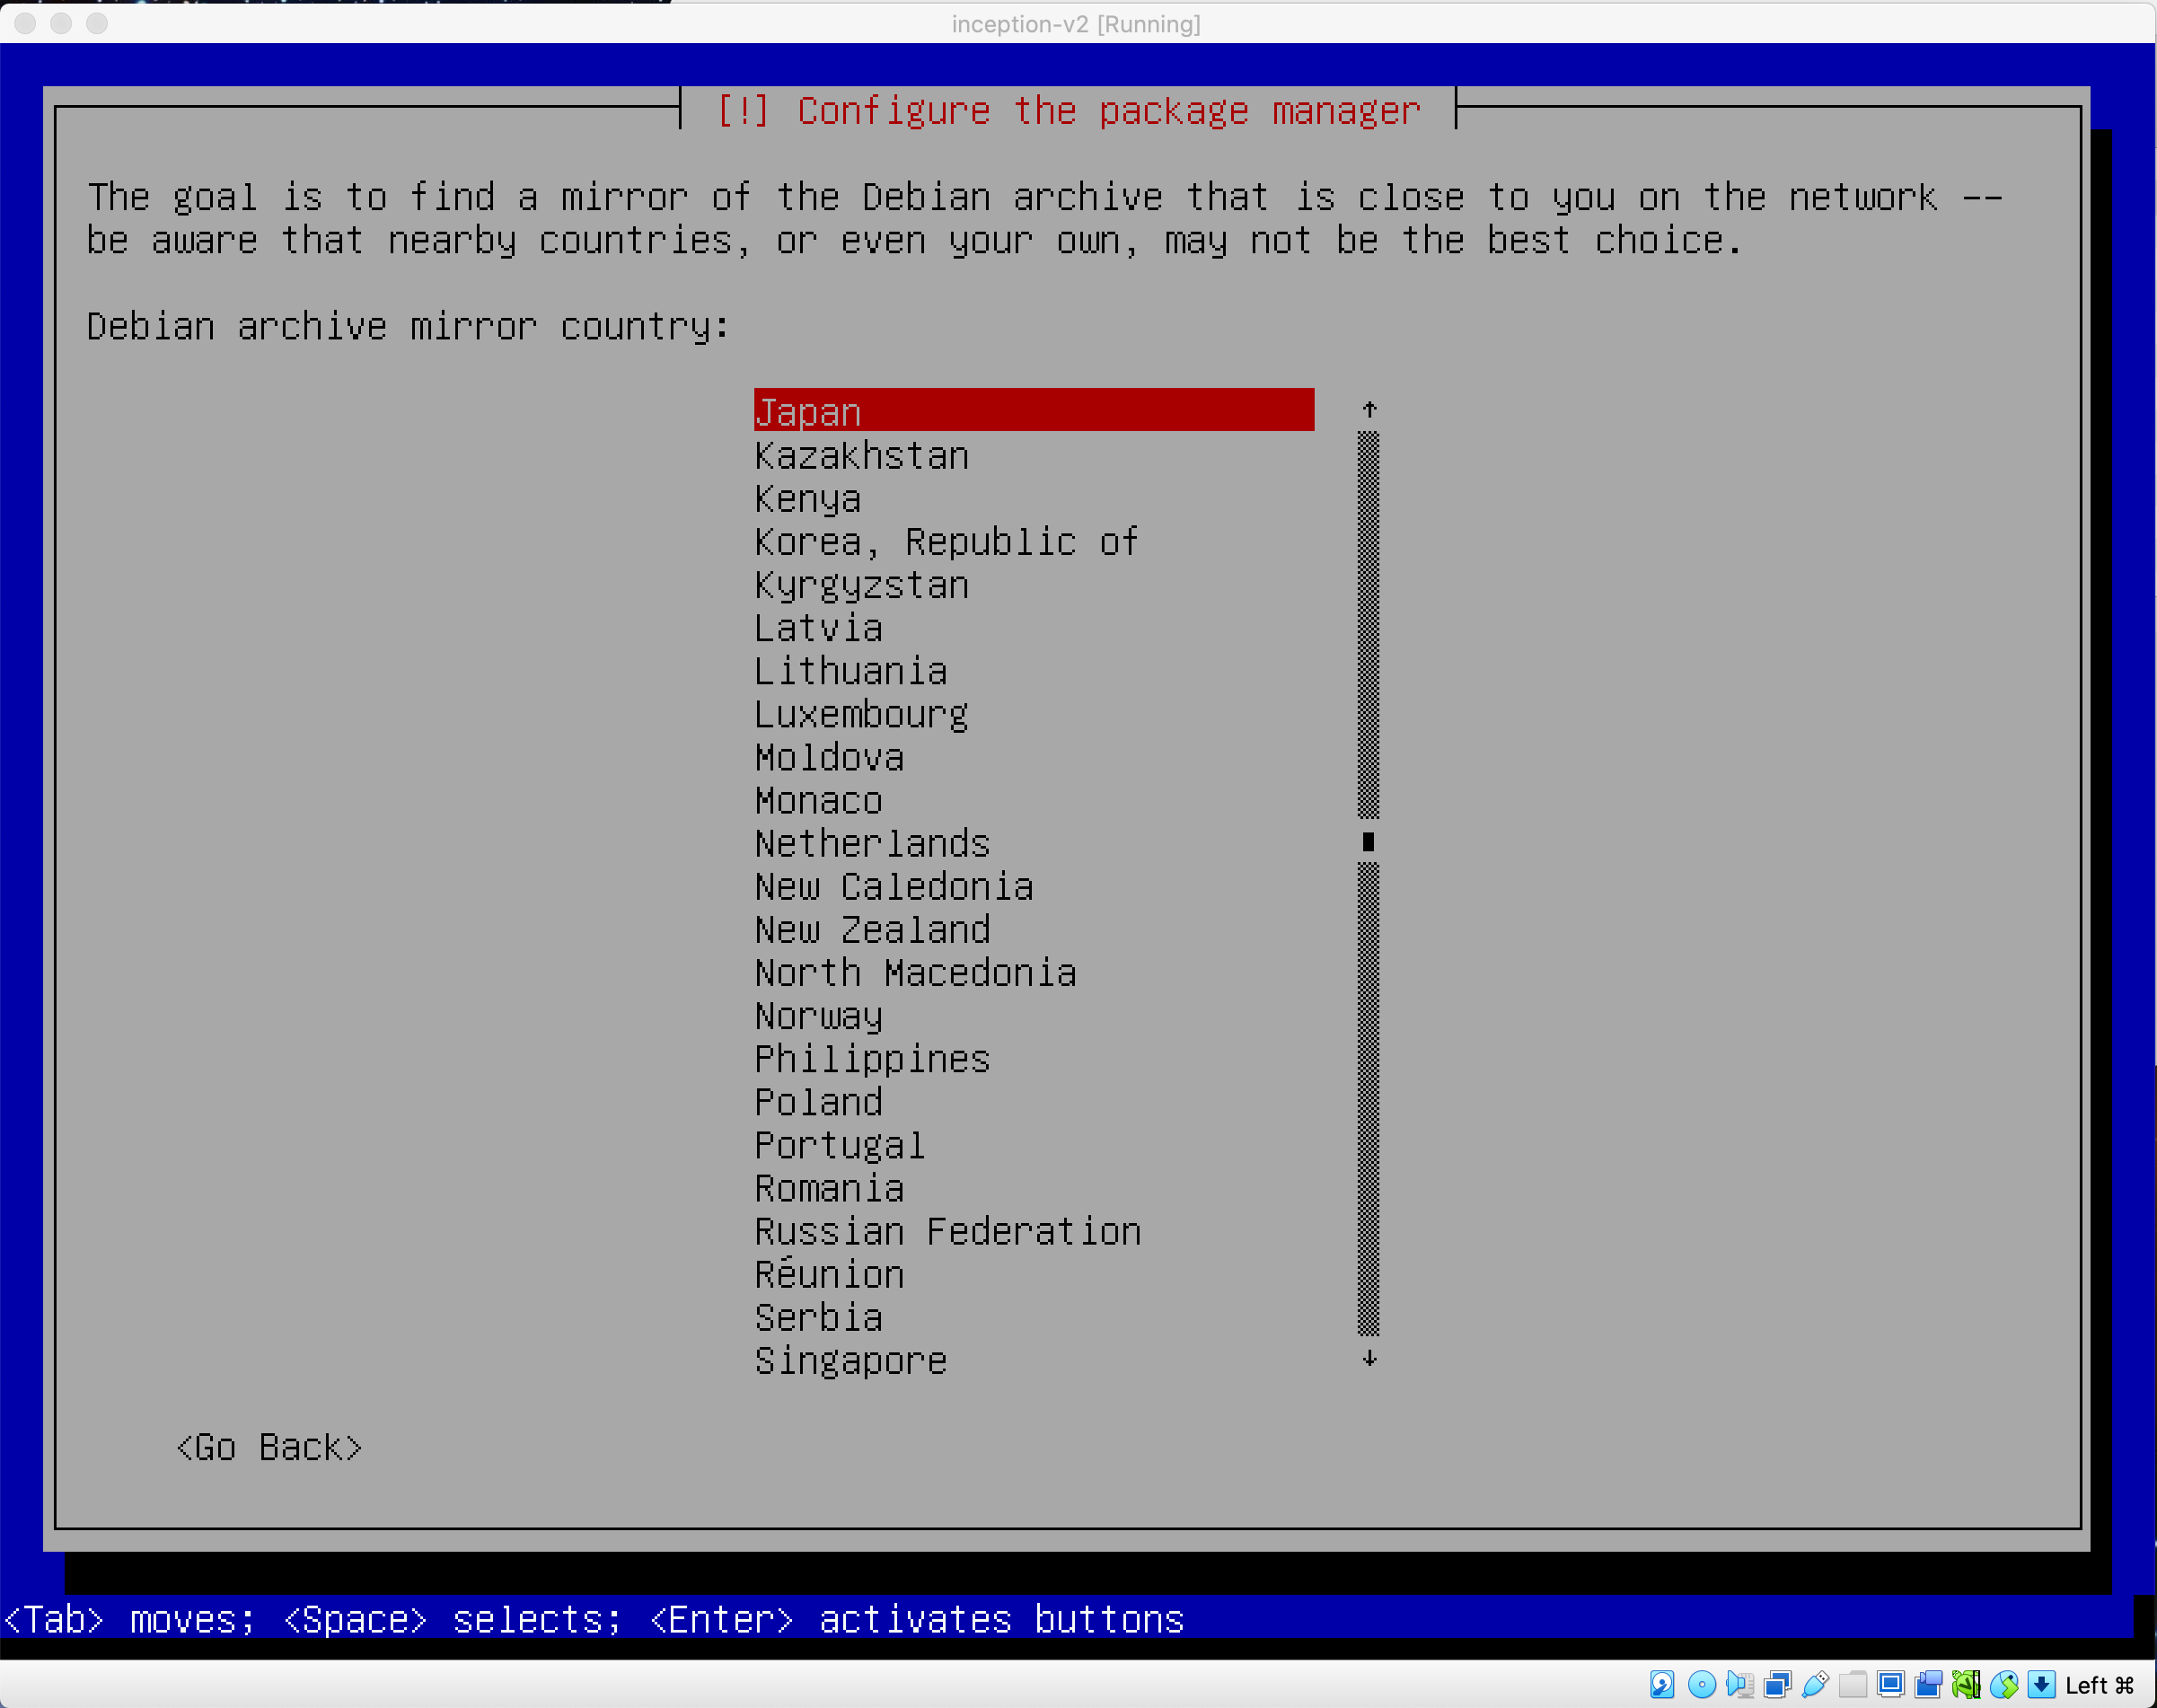 inception-v2 [Running]
[!] Configure the package manager
The goal is to find a mirror of the Debian archive that is close to you on the network --
be aware that nearby countries, or even your own, may not be the best choice.
Debian archive mirror country:
Japan
Kazakhstan
Kenya
Korea, Republic of
Kyrgyzstan
Latvia
Lithuania
Luxembourg
Moldova
Monaco
Netherlands
New Caledonia
New Zealand
North Macedonia
Norway
Philippines
Poland
Portugal
Romania
Russian Federation
Réunion
Serbia
Singapore
<Go Back>
<Tab> moves; <Space> selects; <Enter> activates buttons
Left ⌘